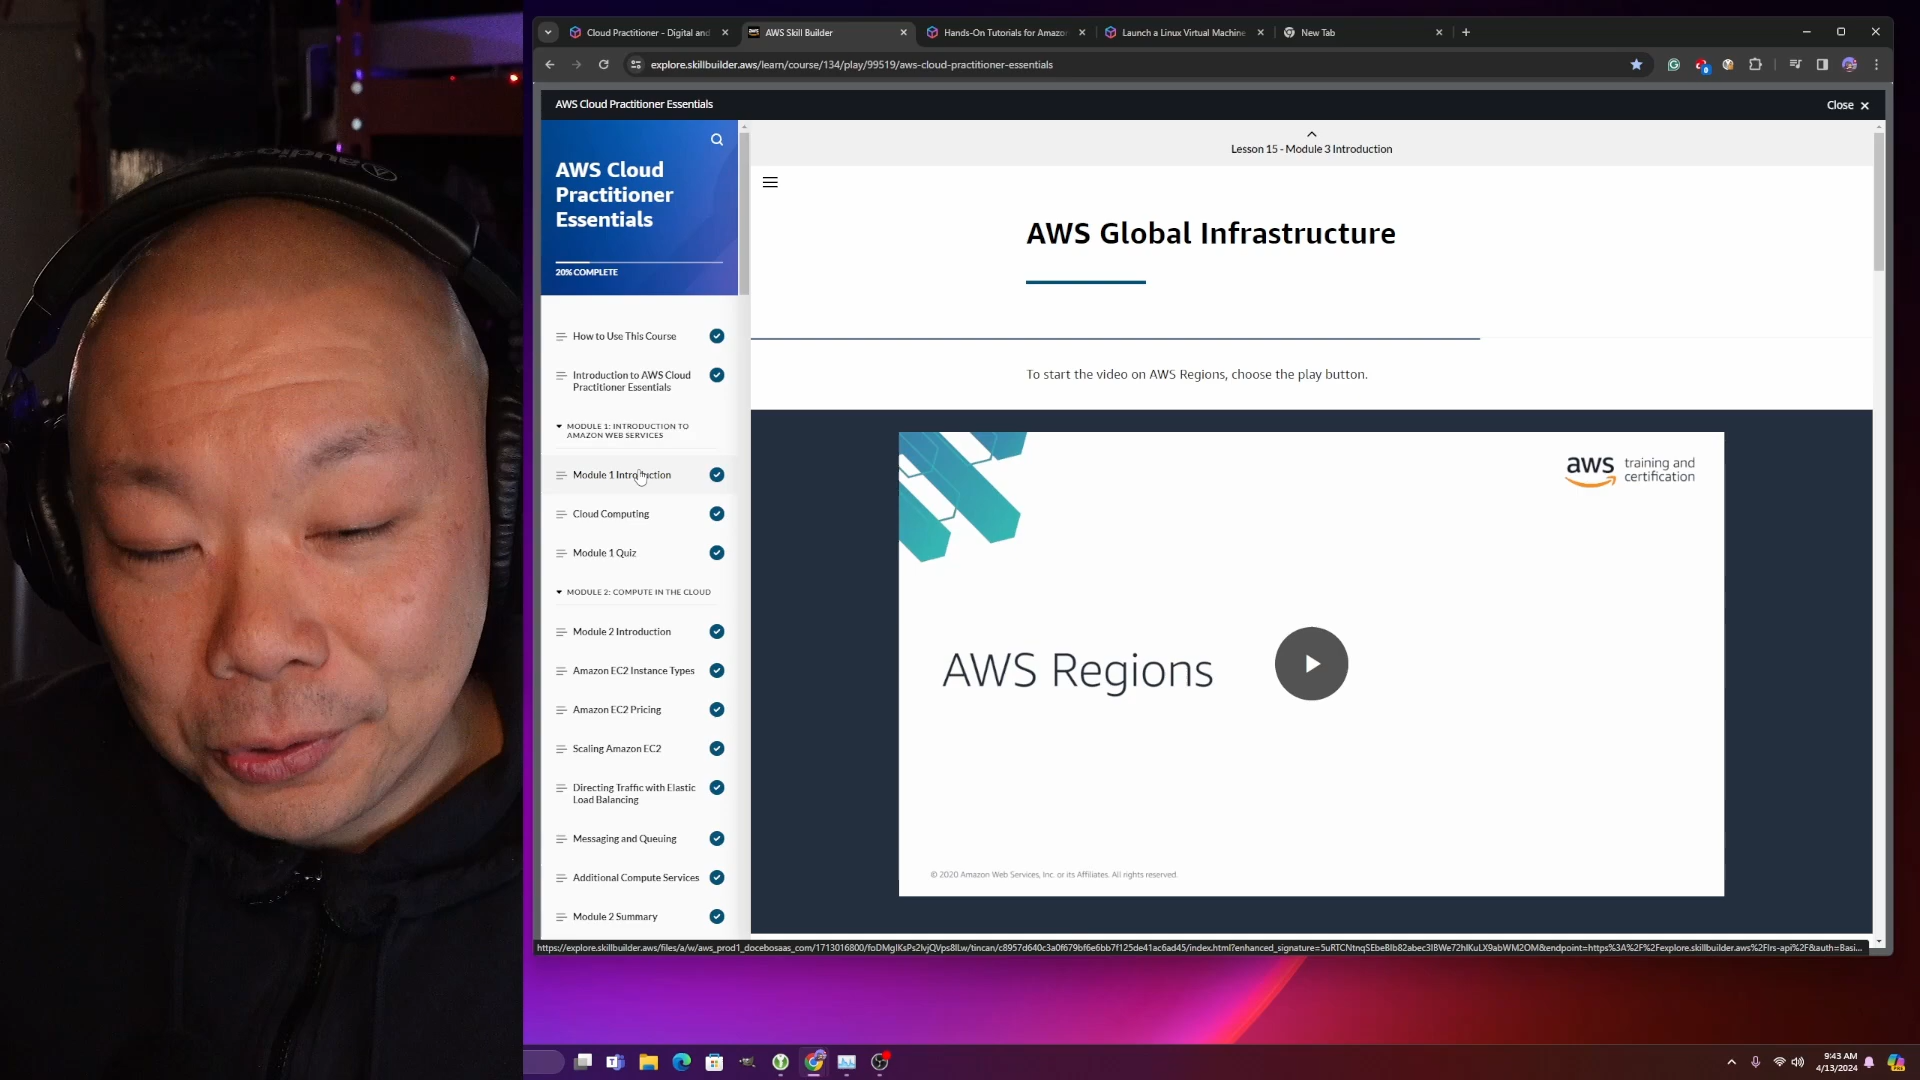 audio
Cloud Practitioner - Digital and
AWS Skill Builder
Hands-On Tutorials for Amazon
Launch a Linux Virtual Machine
New Tab
explore.skillbuilder.aws/learn/course/134/play/99519/aws-cloud-practitioner-essentials
AWS Cloud Practitioner Essentials
Close
AWS Cloud
Practitioner
Essentials
20% COMPLETE
How to Use This Course
Introduction to AWS Cloud
Practitioner Essentials
MODULE 1: INTRODUCTION TO
AMAZON WEB SERVICES
Module 1 Introduction
Cloud Computing
Module 1 Quiz
MODULE 2: COMPUTE IN THE CLOUD
Module 2 Introduction
Amazon EC2 Instance Types
Amazon EC2 Pricing
Scaling Amazon EC2
Directing Traffic with Elastic
Load Balancing
Messaging and Queuing
Additional Compute Services
Module 2 Summary
Lesson 15 - Module 3 Introduction
AWS Global Infrastructure
To start the video on AWS Regions, choose the play button.
aws training and
certification
AWS Regions
© 2020 Amazon Web Services, Inc. or its Affiliates. All rights reserved.
9:43 AM
4/13/2024